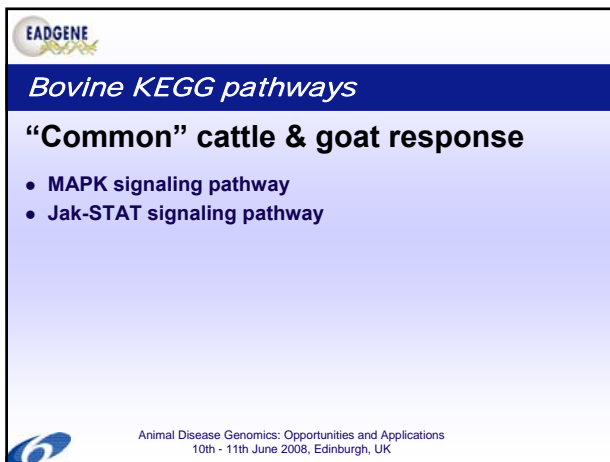 EADGENE
Bovine KEGG pathways
“Common” cattle & goat response
● MAPK signaling pathway
● Jak-STAT signaling pathway
Animal Disease Genomics: Opportunities and Applications
10th - 11th June 2008, Edinburgh, UK
6